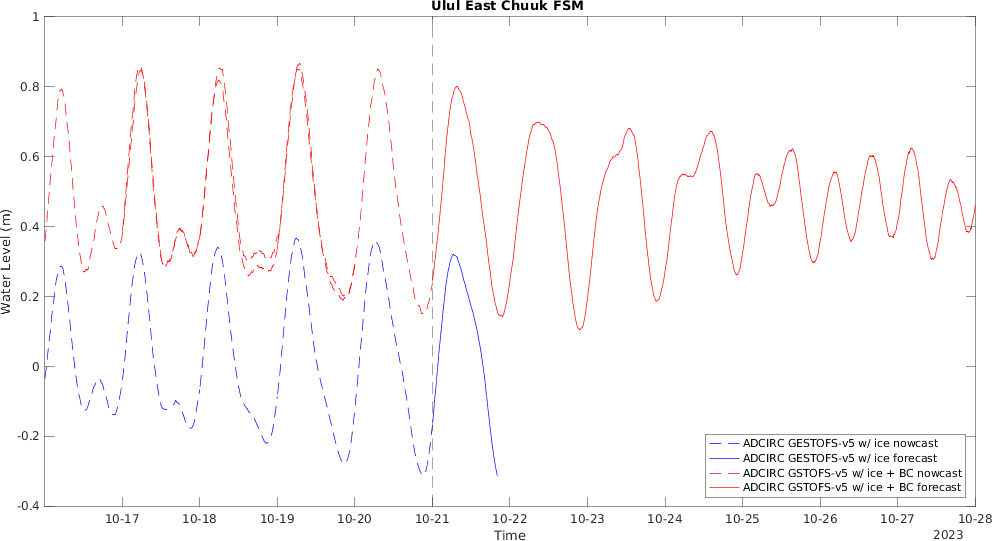 Ulul East Chuuk FSM
1
0.8
0.6
0.4
0.2
0
-0.2
-0.4
Water Level (m)
ADCIRC GESTOFS-v5 w/ ice nowcast
ADCIRC GESTOFS-v5 w/ ice forecast
ADCIRC GSTOFS-v5 w/ ice + BC nowcast
ADCIRC GSTOFS-v5 w/ ice + BC forecast
10-17 10-18 10-19 10-20 10-21 10-22 10-23 10-24 10-25 10-26 10-27 10-28
Time
2023